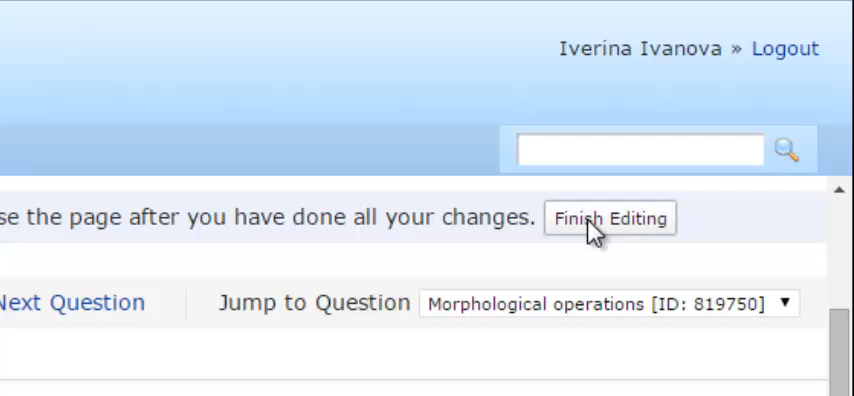 Iverina Ivanova » Logout
se the page after you have done all your changes. Finish Editing
Next Question Jump to Question Morphological operations [ID: 819750]